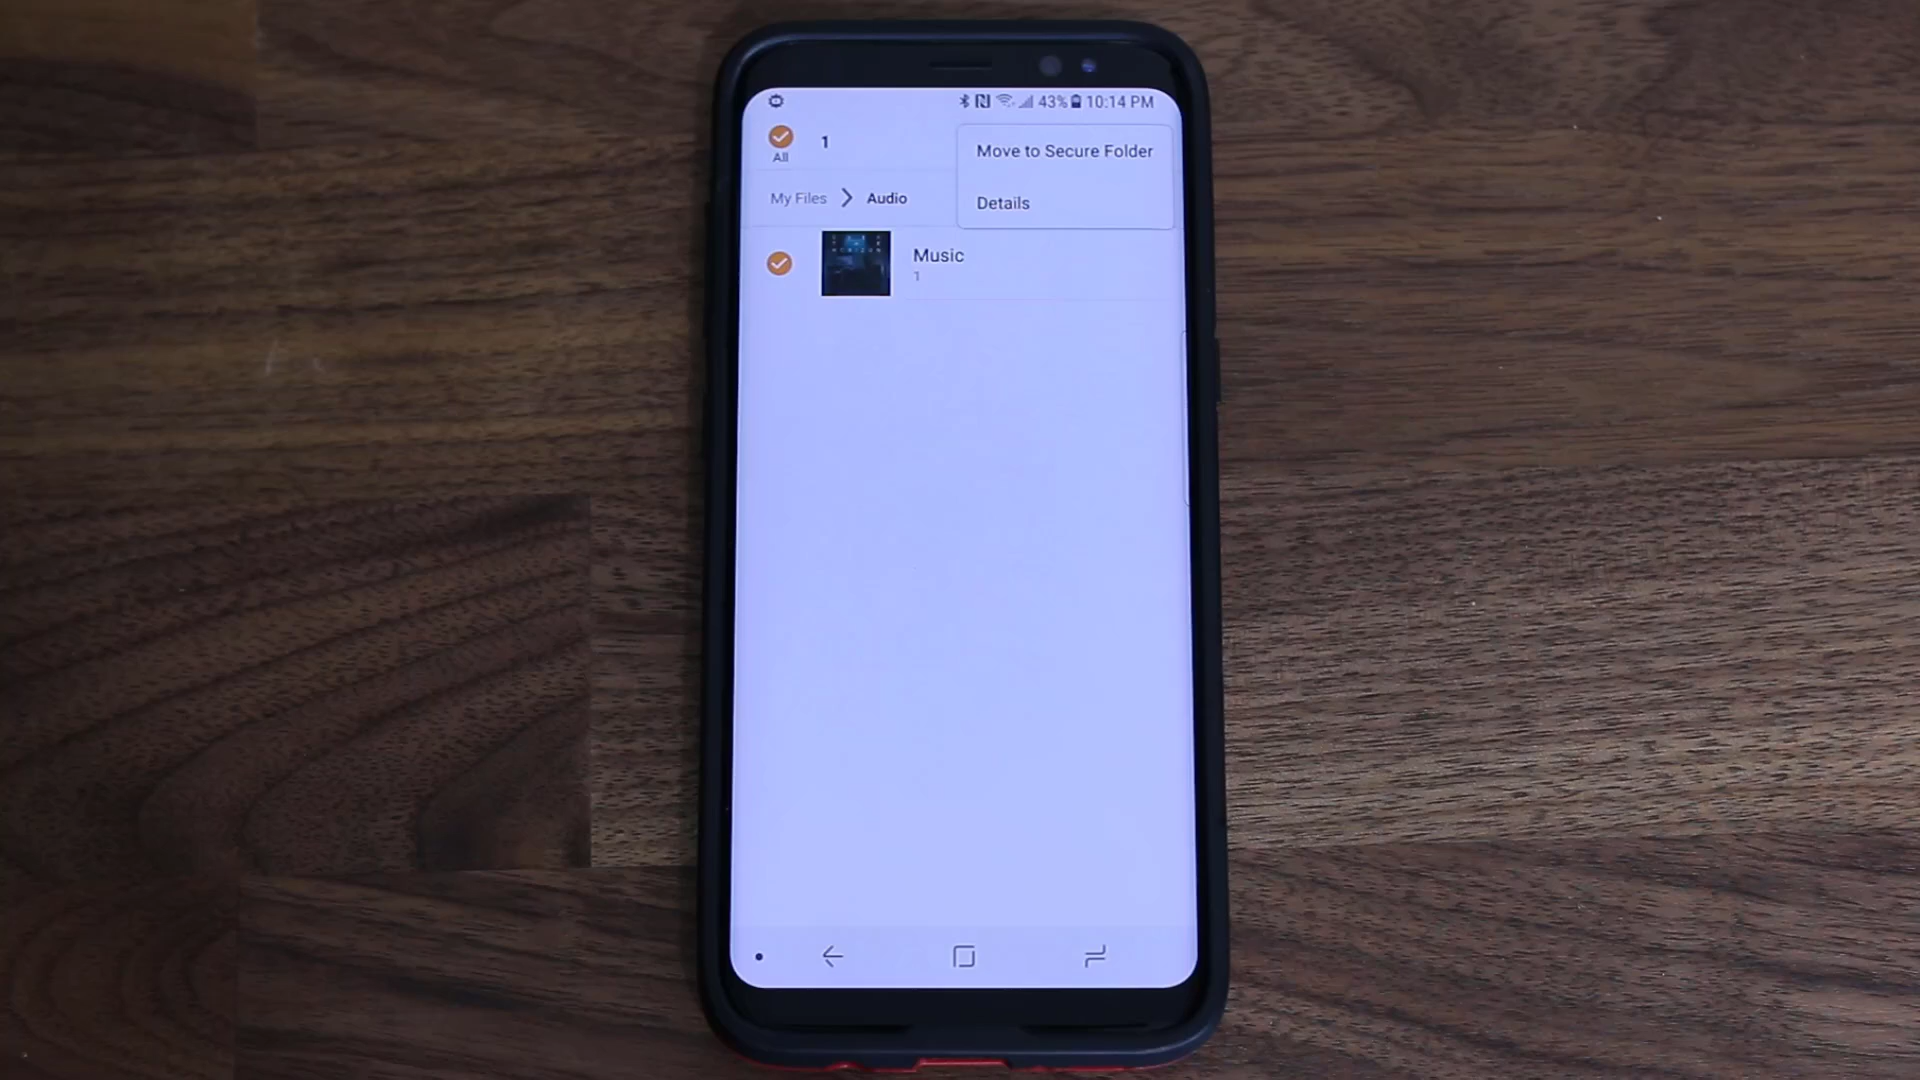 43% 10:14 PM
All
1
Move to Secure Folder
My Files > Audio
Details
Music
1